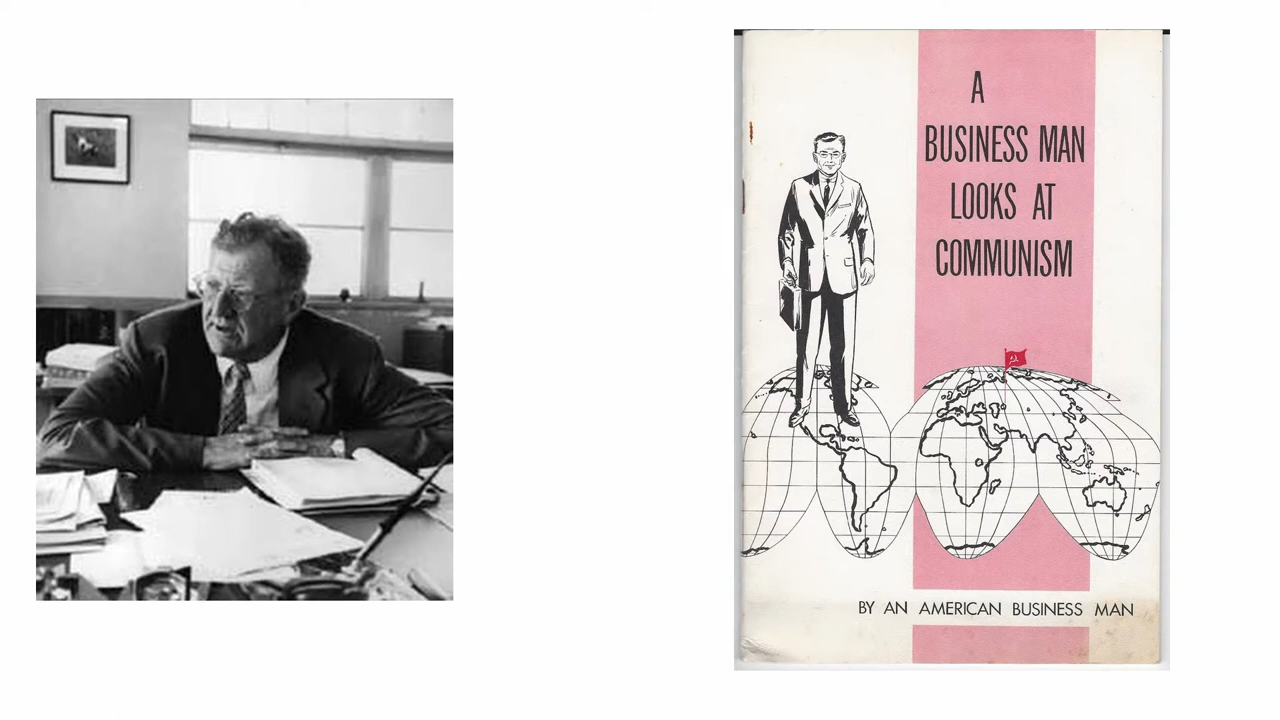 A
BUSINESS MAN
LOOKS AT
COMMUNISM
BY AN AMERICAN BUSINESS MAN